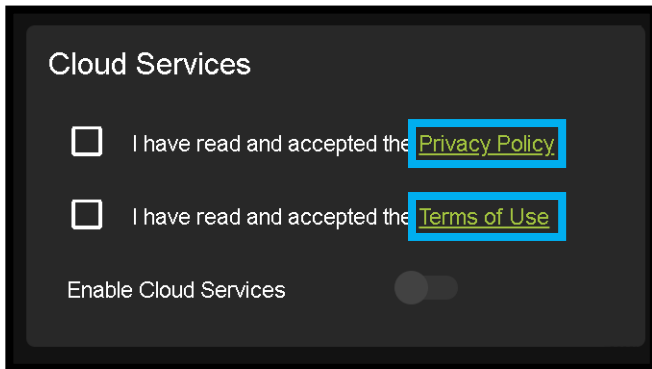 Cloud Services
I have read and accepted the Privacy Policy
I have read and accepted the Terms of Use
Enable Cloud Services